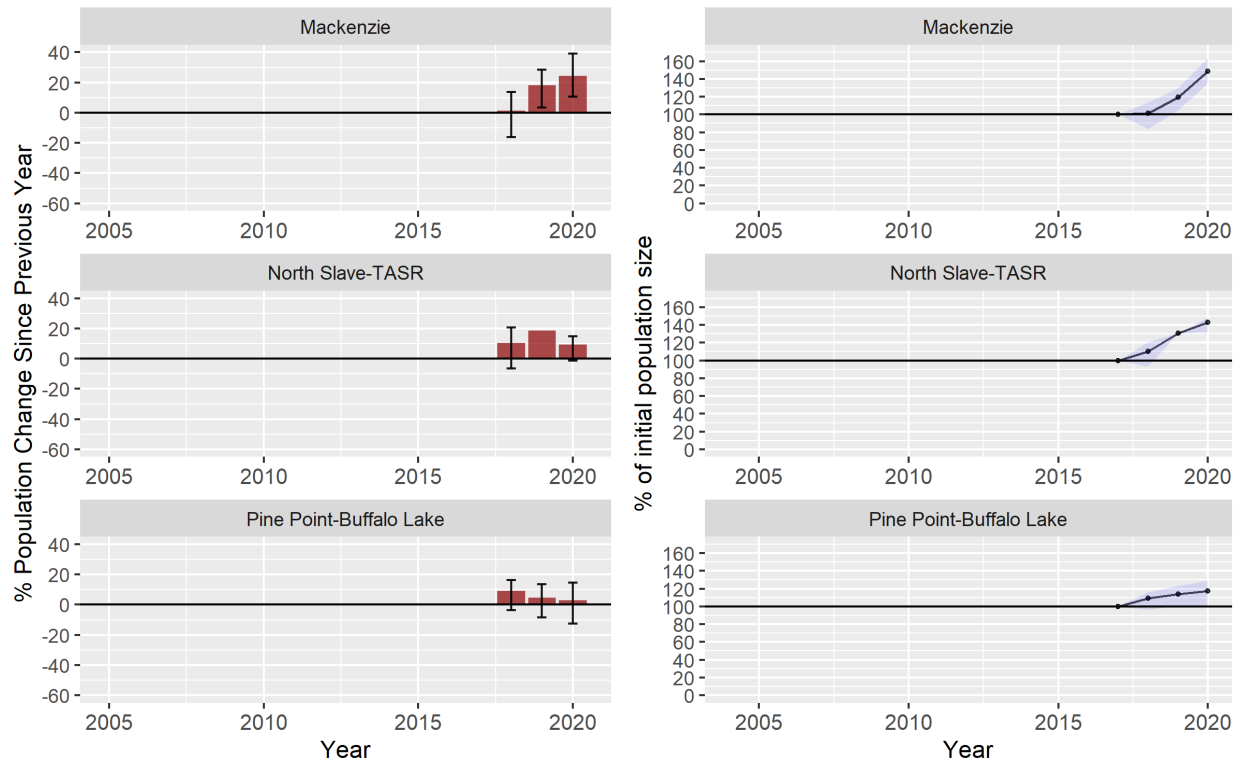 % Population Change Since Previous Year
Mackenzie
40
20
0
-20
-40
-60
2005 2010 2015 2020
North Slave-TASR
40
20
0
-20
-40
-60
2005 2010 2015 2020
Pine Point-Buffalo Lake
40
20
0
-20
-40
-60
2005 2010 2015 2020
Year
% of initial population size
Mackenzie
160
140
120
100
80
60
40
20
0
2005 2010 2015 2020
North Slave-TASR
160
140
120
100
80
60
40
20
0
2005 2010 2015 2020
Pine Point-Buffalo Lake
160
140
120
100
80
60
40
20
0
2005 2010 2015 2020
Year